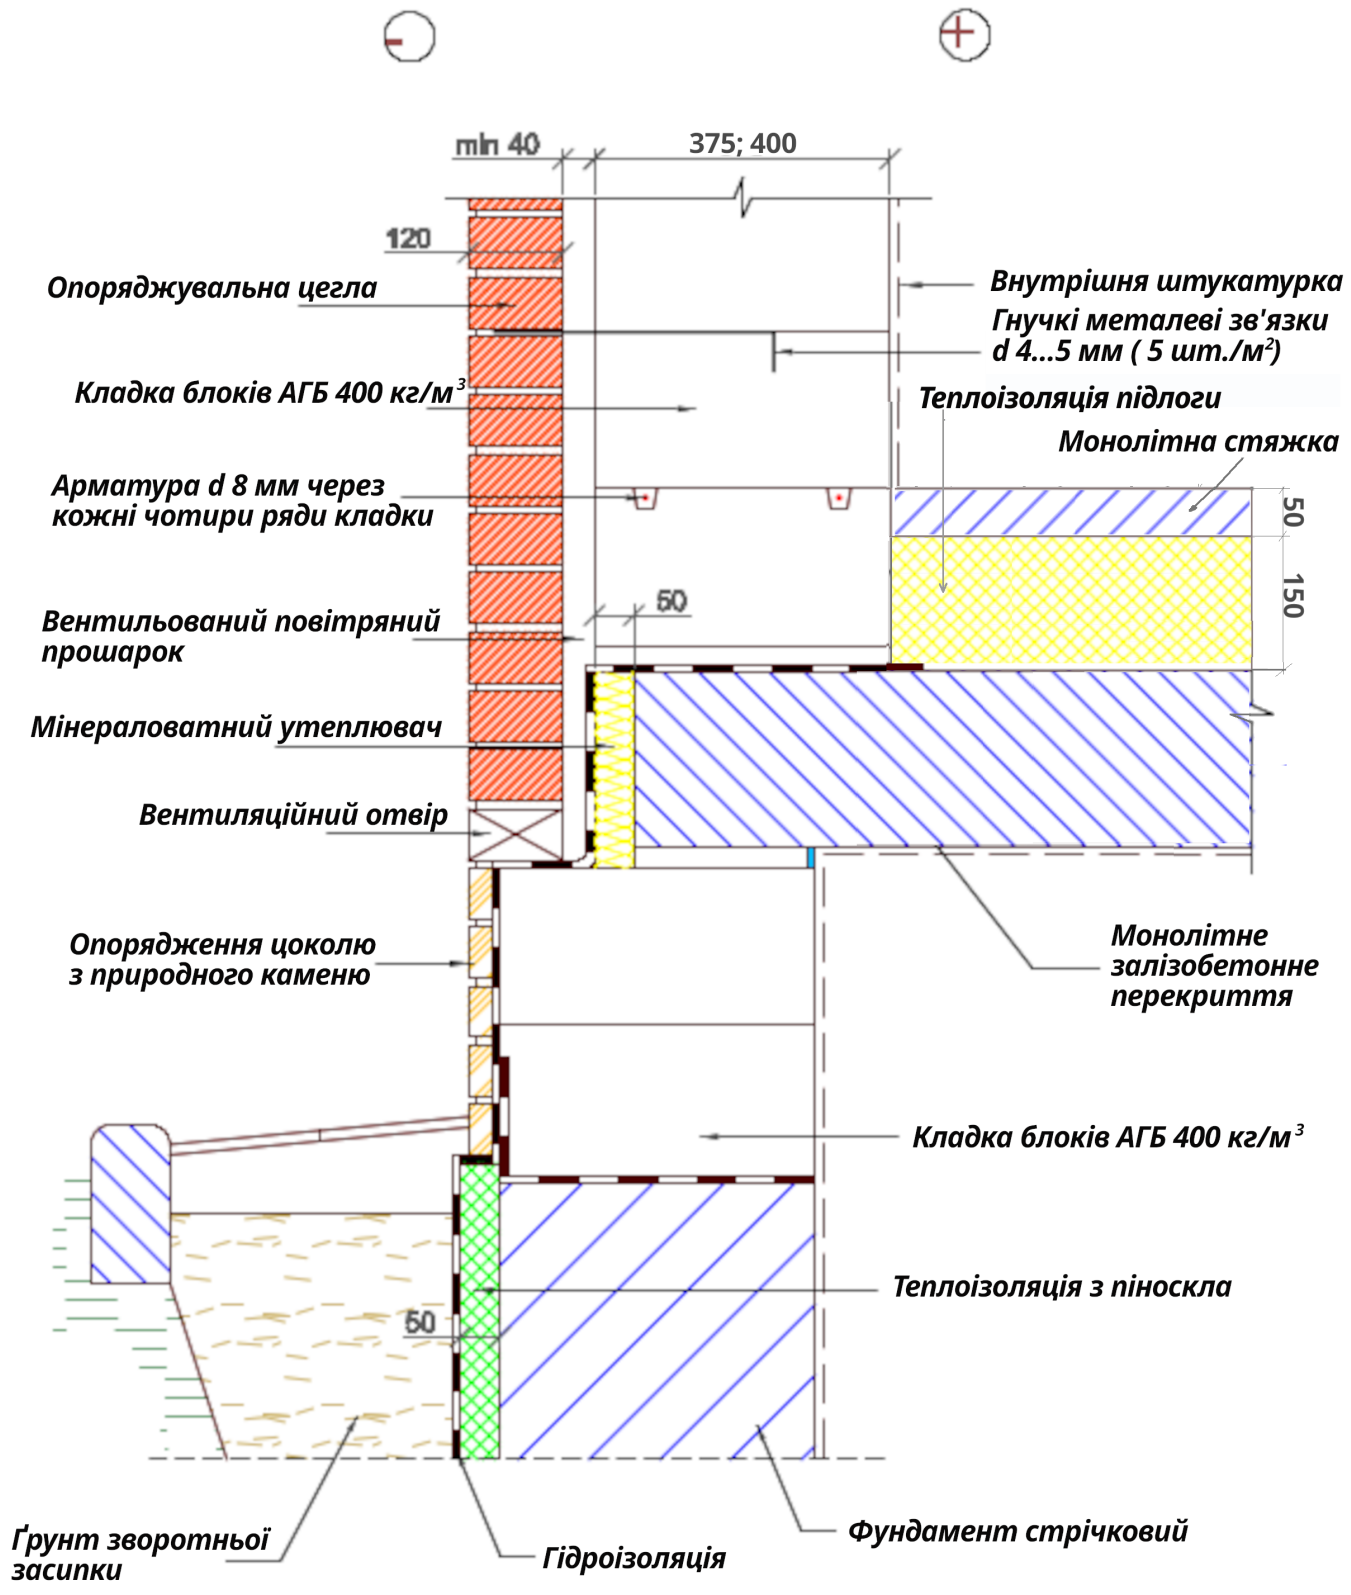 min 40
375; 400
120
Опоряджувальна цегла
Внутрішня штукатурка
Гнучкі металеві зв'язки
d 4...5 мм ( 5 шт./м²)
Кладка блоків АГБ 400 кг/м³
Теплоізоляція підлоги
Монолітна стяжка
Арматура d 8 мм через
кожні чотири ряди кладки
50
150
50
Вентильований повітряний
прошарок
Мінераловатний утеплювач
Вентиляційний отвір
Опорядження цоколю
з природного каменю
Монолітне
залізобетонне
перекриття
Кладка блоків АГБ 400 кг/м³
Теплоізоляція з піноскла
50
Ґрунт зворотньої
засипки
Гідроізоляція
Фундамент стрічковий